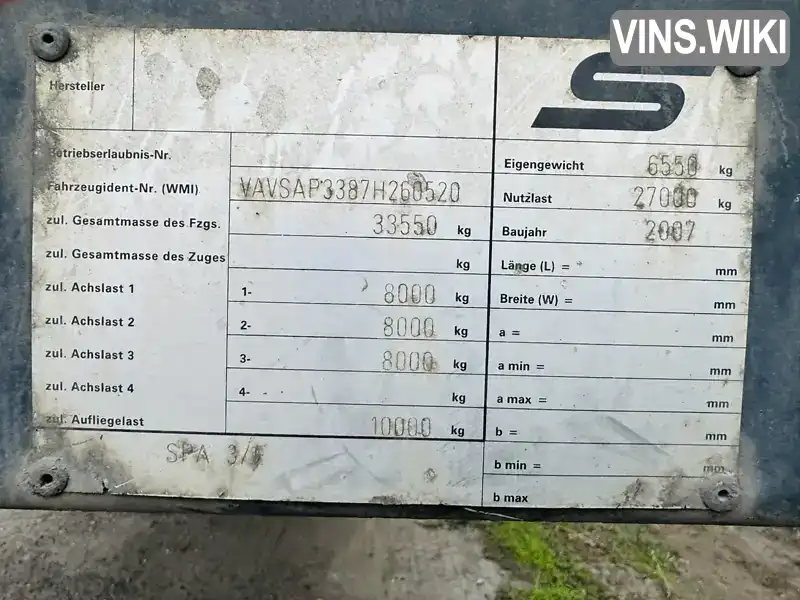 VINS.WIKI
S
Hersteller
Betriebserlaubnis-Nr.
Fahrzeugident-Nr. (WMI) VAVSAP3387H260520
zul. Gesamtmasse des Fzgs. 33550 kg
zul. Gesamtmasse des Zuges kg
zul. Achslast 1 1- 8000 kg
zul. Achslast 2 2- 8000 kg
zul. Achslast 3 3- 8000 kg
zul. Achslast 4 4- kg
zul. Aufliegelast 10000 kg
SPA
Eigengewicht 6550 kg
Nutzlast 27000 kg
Baujahr 2007
Länge (L) = mm
Breite (W) = mm
a = mm
a min = mm
a max = mm
b = mm
b min = mm
b max